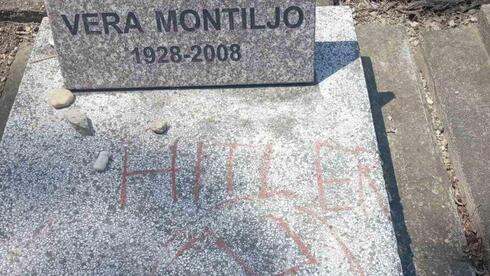 VERA MONTILJO
1928-2008
HITLER